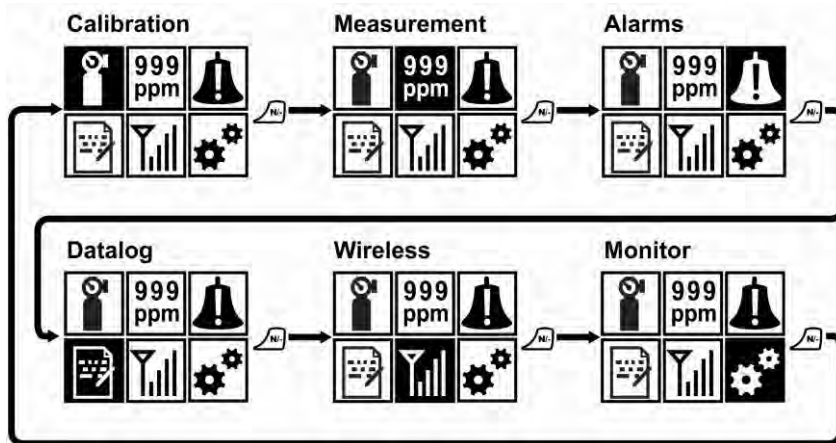 Calibration Measurement Alarms
999 999 999
ppm ppm ppm
N/- N/- N/-
Datalog Wireless Monitor
999 999 999
ppm ppm ppm
N/- N/- N/-